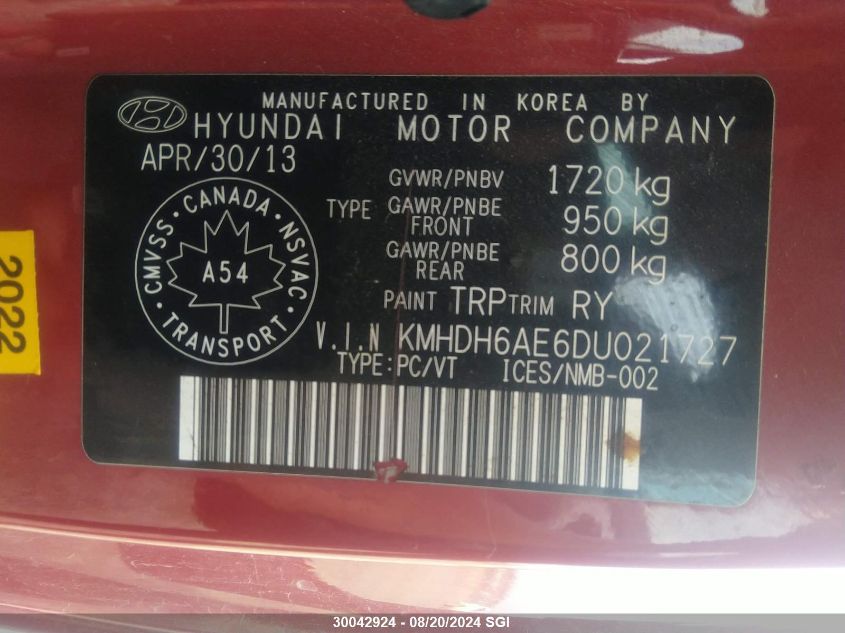 MANUFACTURED IN KOREA BY
HYUNDAI MOTOR COMPANY
APR/30/13
GVWR/PNBV 1720 kg
TYPE GAWR/PNBE FRONT 950 kg
GAWR/PNBE REAR 800 kg
CMVSS · CANADA · NSVAC · TRANSPORT ·
A54
PAINT TRP TRIM RY
V.I.N KMHDH6AE6DU021727
TYPE:PC/VT ICES/NMB-002
2022
30042924 - 08/20/2024 SGI